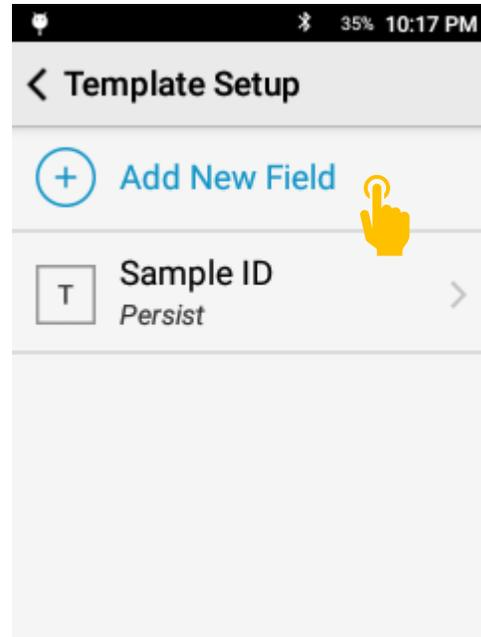 35% 10:17 PM
Template Setup
Add New Field
T
Sample ID
Persist